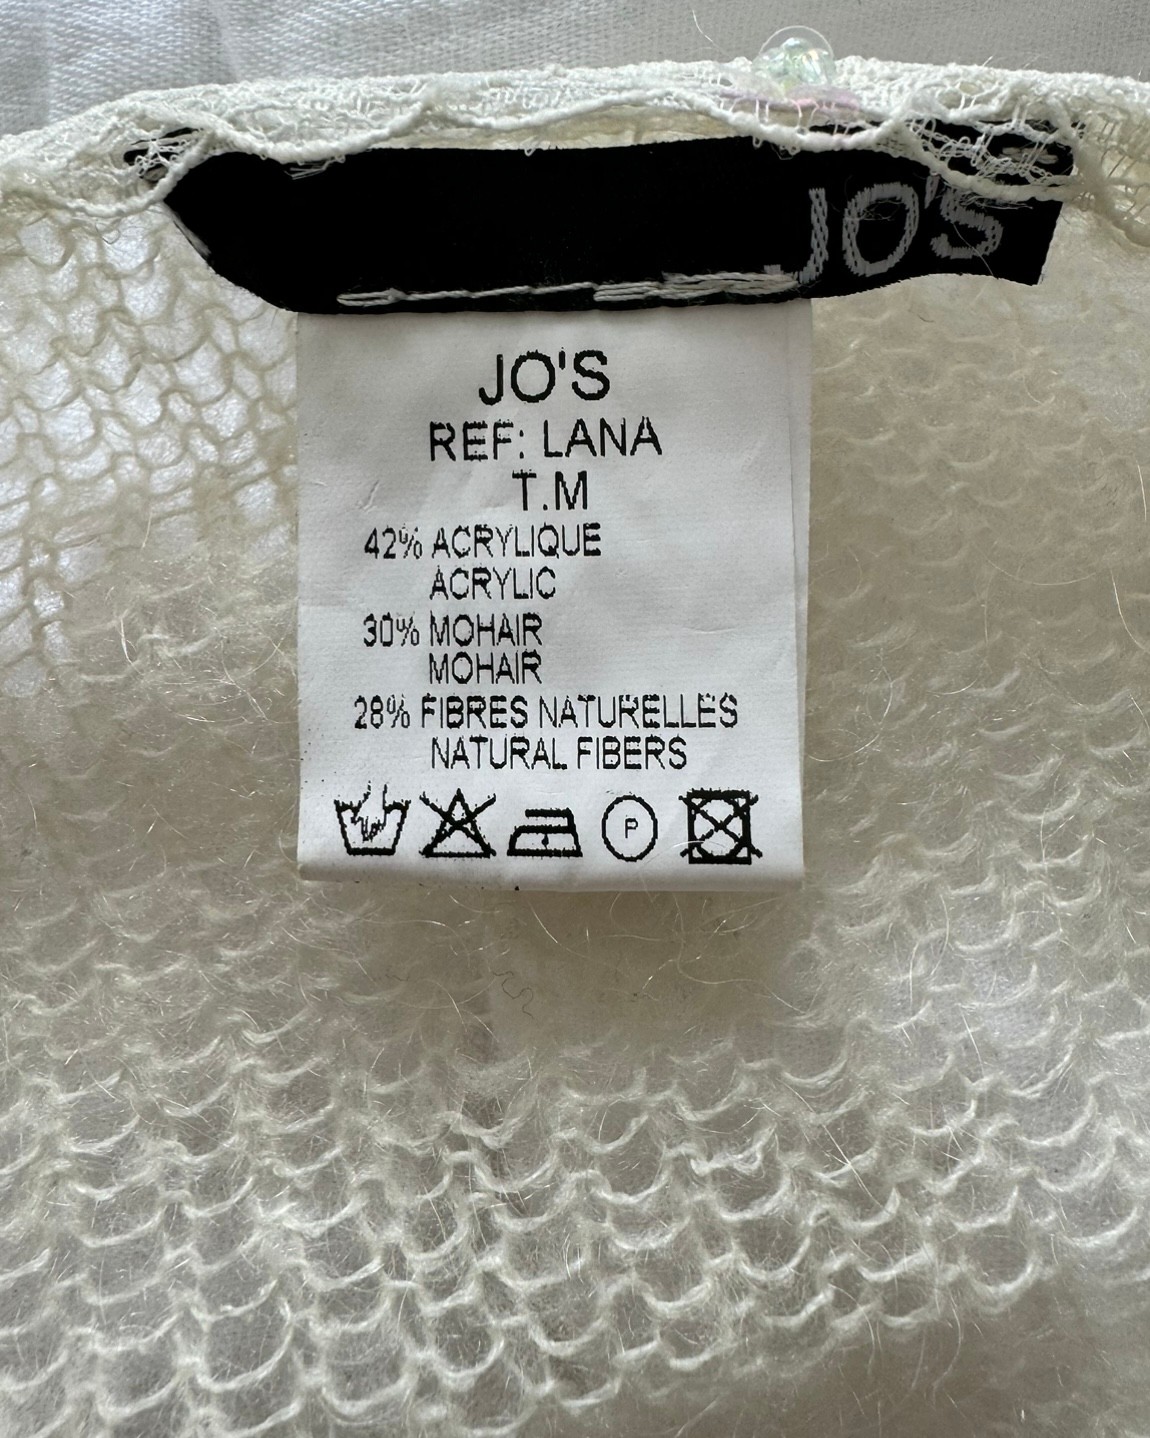 JO'S
JO'S
REF: LANA
T.M
42% ACRYLIQUE
ACRYLIC
30% MOHAIR
MOHAIR
28% FIBRES NATURELLES
NATURAL FIBERS
P